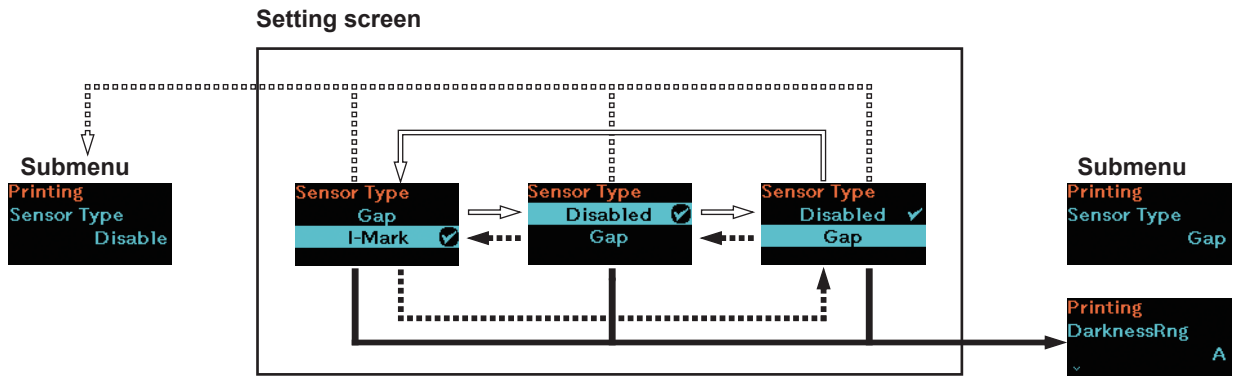 Setting screen
Submenu
Printing
Sensor Type
Disable
Sensor Type
Gap
I-Mark
Sensor Type
Disabled
Gap
Sensor Type
Disabled
Gap
Submenu
Printing
Sensor Type
Gap
Printing
DarknessRng
A